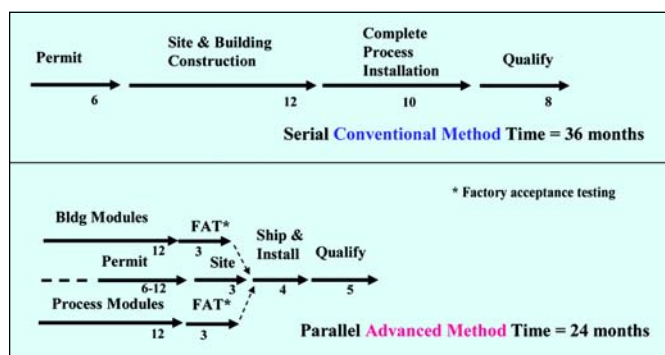 Permit
Site & Building
Construction
Complete
Process
Installation
Qualify
6
12
10
8
Serial Conventional Method Time = 36 months
* Factory acceptance testing
Bldg Modules
FAT*
12
3
Ship &
Install
Qualify
Permit
Site
6-12
3
4
5
Process Modules
FAT*
12
3
Parallel Advanced Method Time = 24 months